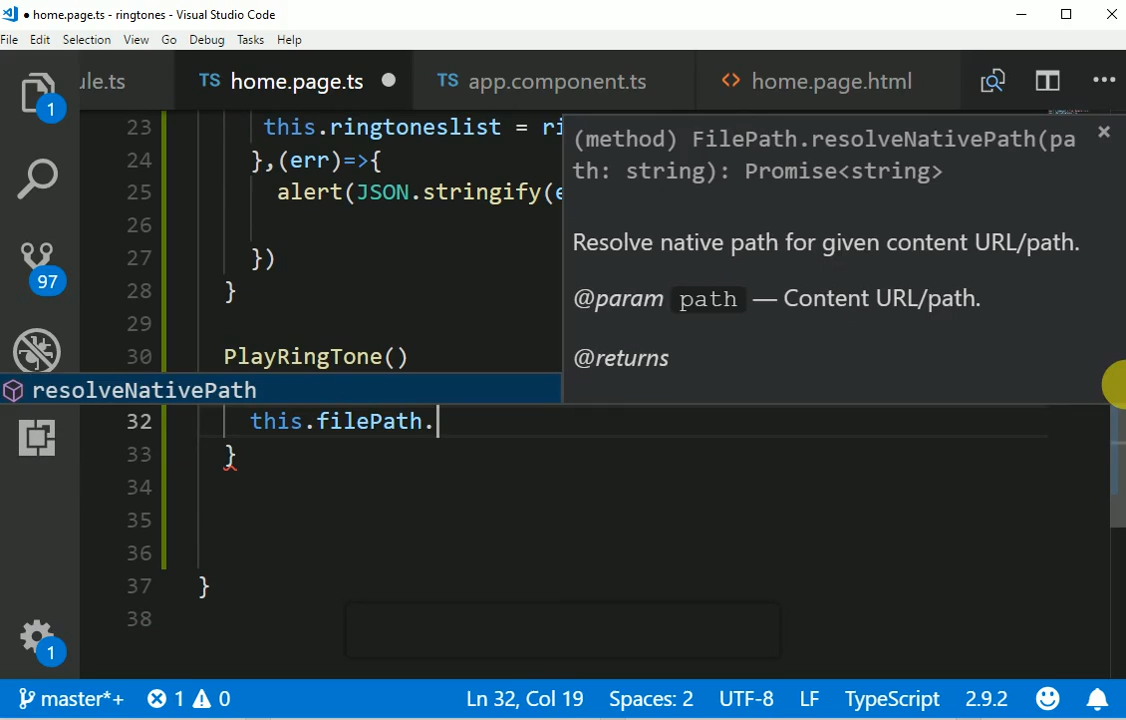 ● home.page.ts - ringtones - Visual Studio Code
File Edit Selection View Go Debug Tasks Help
ule.ts TS home.page.ts ● TS app.component.ts <> home.page.html ...
1
97
1
23 this.ringtoneslist = ri
24 },(err)=>{
25 alert(JSON.stringify(e
26
27 })
28 }
29
30 PlayRingTone()
(method) FilePath.resolveNativePath(pa
th: string): Promise<string>
Resolve native path for given content URL/path.
@param path — Content URL/path.
@returns
resolveNativePath
32 this.filePath.
33 }
34
35
36
37 }
38
master*+ 1 0 Ln 32, Col 19 Spaces: 2 UTF-8 LF TypeScript 2.9.2